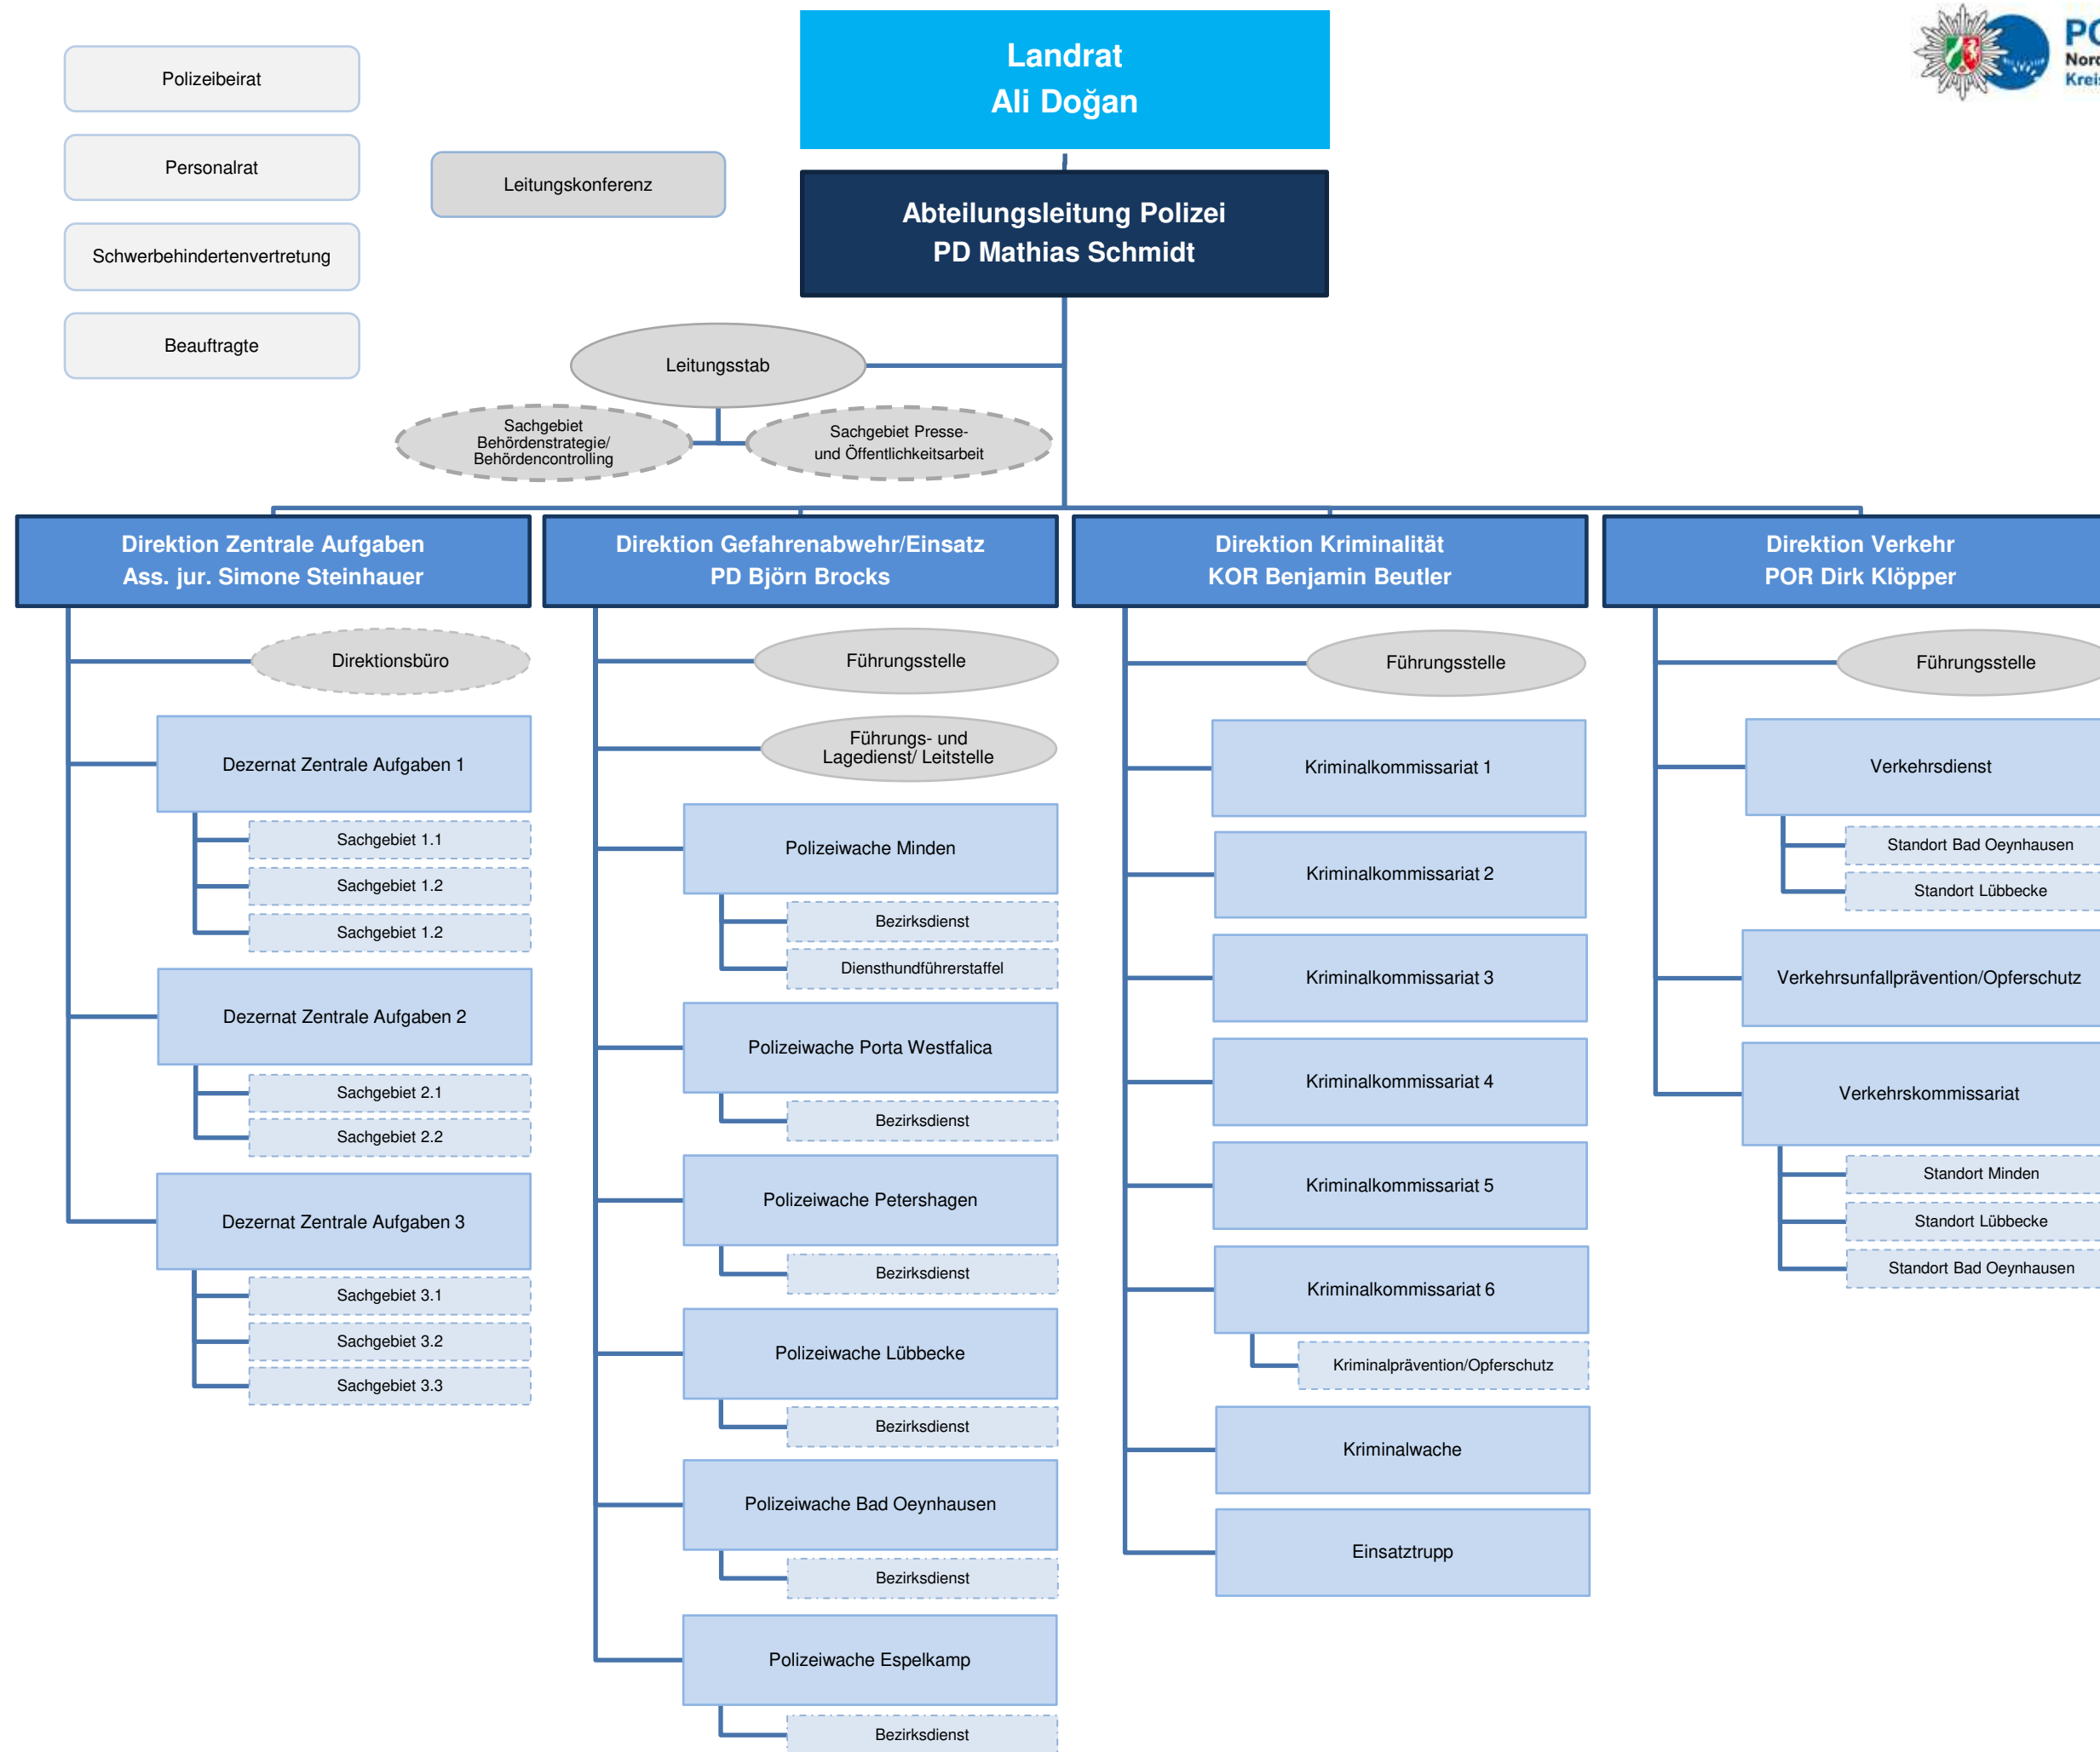 Polizeibeirat
Personalrat
Schwerbehindertenvertretung
Beauftragte
Leitungskonferenz
Landrat
Ali Doğan
Abteilungsleitung Polizei
PD Mathias Schmidt
Leitungsstab
Sachgebiet
Behördenstrategie/
Behördencontrolling
Sachgebiet Presse-
und Öffentlichkeitsarbeit
Direktion Zentrale Aufgaben
Ass. jur. Simone Steinhauer
Direktionsbüro
Dezernat Zentrale Aufgaben 1
Sachgebiet 1.1
Sachgebiet 1.2
Sachgebiet 1.2
Dezernat Zentrale Aufgaben 2
Sachgebiet 2.1
Sachgebiet 2.2
Dezernat Zentrale Aufgaben 3
Sachgebiet 3.1
Sachgebiet 3.2
Sachgebiet 3.3
Direktion Gefahrenabwehr/Einsatz
PD Björn Brocks
Führungsstelle
Führungs- und
Lagedienst/ Leitstelle
Polizeiwache Minden
Bezirksdienst
Diensthundführerstaffel
Polizeiwache Porta Westfalica
Bezirksdienst
Polizeiwache Petershagen
Bezirksdienst
Polizeiwache Lübbecke
Bezirksdienst
Polizeiwache Bad Oeynhausen
Bezirksdienst
Polizeiwache Espelkamp
Bezirksdienst
Direktion Kriminalität
KOR Benjamin Beutler
Führungsstelle
Kriminalkommissariat 1
Kriminalkommissariat 2
Kriminalkommissariat 3
Kriminalkommissariat 4
Kriminalkommissariat 5
Kriminalkommissariat 6
Kriminalprävention/Opferschutz
Kriminalwache
Einsatztrupp
Direktion Verkehr
POR Dirk Klöpper
Führungsstelle
Verkehrsdienst
Standort Bad Oeynhausen
Standort Lübbecke
Verkehrsunfallprävention/Opferschutz
Verkehrskommissariat
Standort Minden
Standort Lübbecke
Standort Bad Oeynhausen